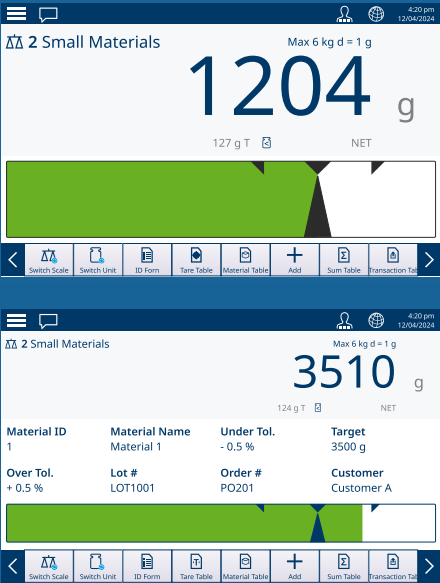 4:20 pm
12/04/2024
2 Small Materials
Max 6 kg d = 1 g
1204 g
127 g T NET
Switch Scale Switch Unit ID Forn Tare Table Material Table Add Sum Table Transaction Tab
4:20 pm
12/04/2024
2 Small Materials
Max 6 kg d = 1 g
3510 g
124 g T NET
Material ID Material Name Under Tol. Target
1 Material 1 - 0.5 % 3500 g
Over Tol. Lot # Order # Customer
+ 0.5 % LOT1001 PO201 Customer A
Switch Scale Switch Unit ID Form Tare Table Material Table Add Sum Table Transaction Tab